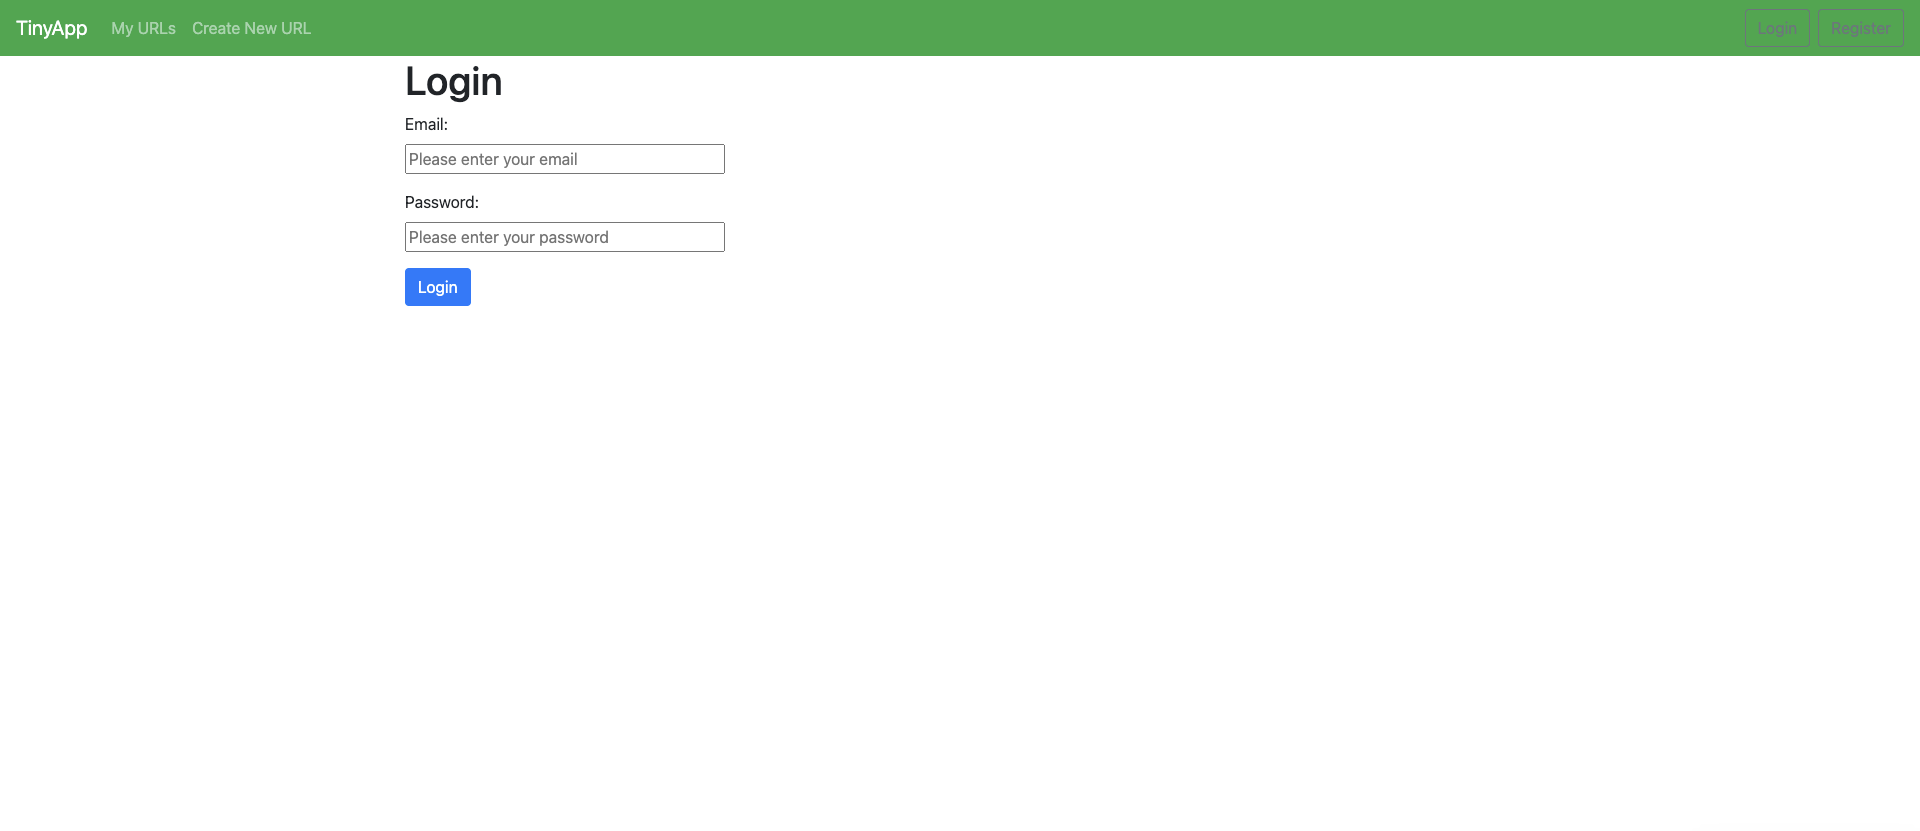 TinyApp My URLs Create New URL Login Register
Login
Email:
Please enter your email
Password:
Please enter your password
Login